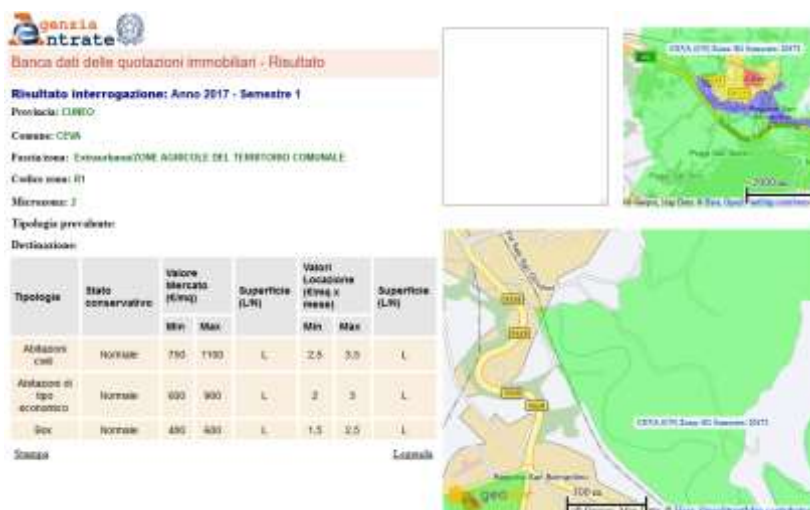 genzia
ntrate
Banca dati delle quotazioni immobiliari - Risultato
Risultato interrogazione: Anno 2017 - Semestre 1
Provincia: CUNEO
Comune: CEVA
Fascia/zona: Extraurbana/ZONE AGRICOLE DEL TERRITORIO COMUNALE
Codice zona: R1
Microzona: 2
Tipologia prevalente:
Destinazione:
Tipologia Stato conservativo Valore Mercato (€/mq) Superficie (L/N) Valori Locazione (€/mq x mese) Superficie (L/N)
Min Max Min Max
Abitazioni civili Normale 750 1100 L 2,5 3,5 L
Abitazioni di tipo economico Normale 600 900 L 2 3 L
Box Normale 400 600 L 1,5 2,5 L
Stampa Legenda
2000 m
100 m
geo